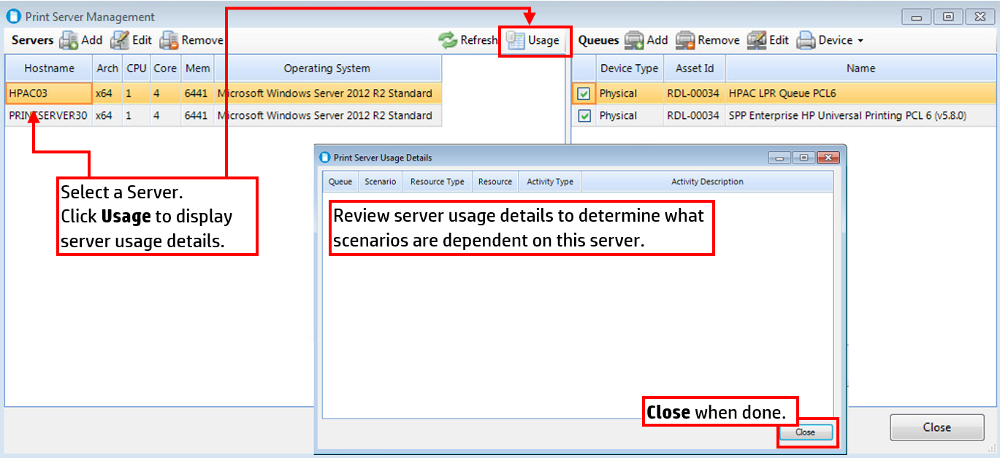 Print Server Management
Servers Add Edit Remove Refresh Usage Queues Add Remove Edit Device
Hostname Arch CPU Core Mem Operating System Device Type Asset Id Name
HPAC03 x64 1 4 6441 Microsoft Windows Server 2012 R2 Standard Physical RDL-00034 HPAC LPR Queue PCL6
PRINTSERVER30 x64 1 4 6441 Microsoft Windows Server 2012 R2 Standard Physical RDL-00034 SPP Enterprise HP Universal Printing PCL 6 (v5.8.0)
Select a Server.
Click Usage to display
server usage details.
Print Server Usage Details
Queue Scenario Resource Type Resource Activity Type Activity Description
Review server usage details to determine what
scenarios are dependent on this server.
Close when done.
Close
Close